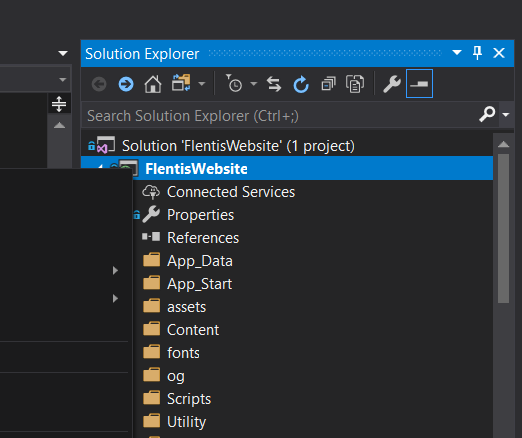 Solution Explorer
Search Solution Explorer (Ctrl+;)
Solution 'FlentisWebsite' (1 project)
FlentisWebsite
Connected Services
Properties
References
App_Data
App_Start
assets
Content
fonts
og
Scripts
Utility